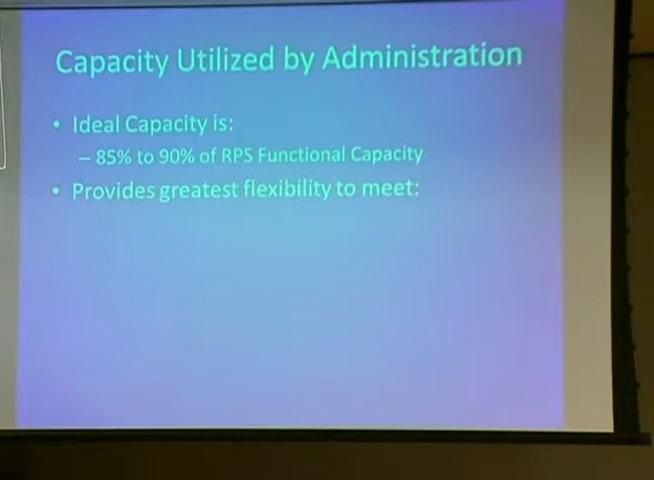 Capacity Utilized by Administration
• Ideal Capacity is:
– 85% to 90% of RPS Functional Capacity
• Provides greatest flexibility to meet: